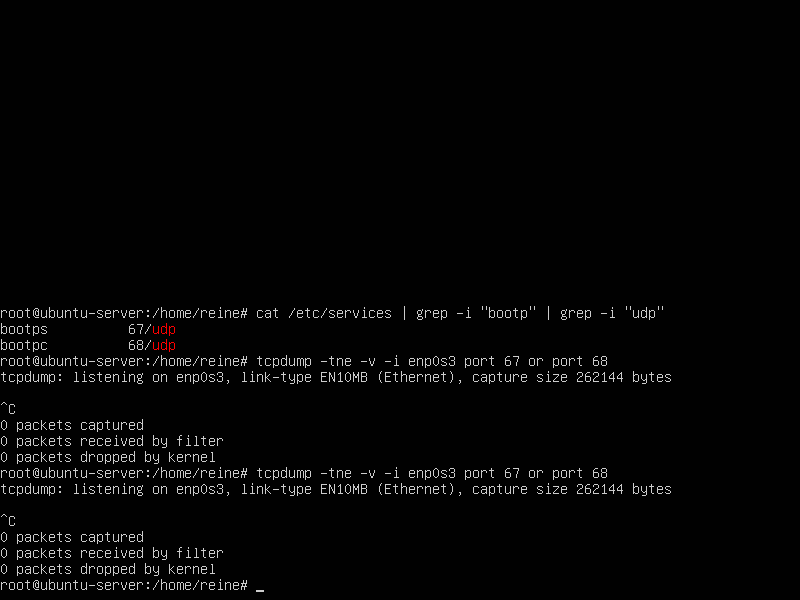 root@ubuntu-server:/home/reine# cat /etc/services | grep -i "bootp" | grep -i "udp"
bootps          67/udp
bootpc          68/udp
root@ubuntu-server:/home/reine# tcpdump -tne -v -i enp0s3 port 67 or port 68
tcpdump: listening on enp0s3, link-type EN10MB (Ethernet), capture size 262144 bytes
^C
0 packets captured
0 packets received by filter
0 packets dropped by kernel
root@ubuntu-server:/home/reine# tcpdump -tne -v -i enp0s3 port 67 or port 68
tcpdump: listening on enp0s3, link-type EN10MB (Ethernet), capture size 262144 bytes
^C
0 packets captured
0 packets received by filter
0 packets dropped by kernel
root@ubuntu-server:/home/reine# _